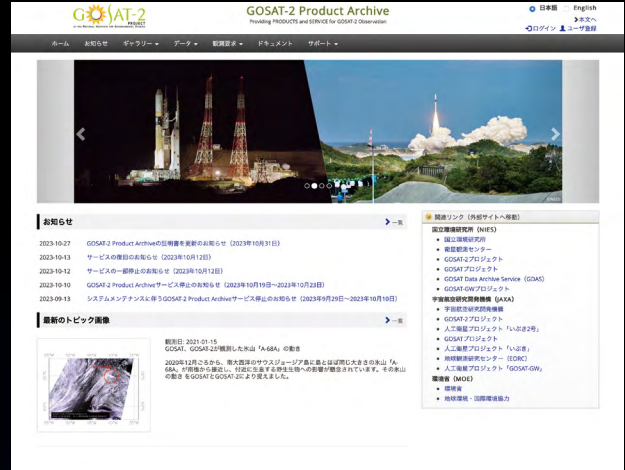 GOSAT-2
PROJECT
GOSAT-2 Product Archive
Providing PRODUCTS and SERVICE for GOSAT-2 Observation
日本語 English
本文へ
ログイン ユーザ登録
ホーム お知らせ ギャラリー データ 観測要求 ドキュメント サポート
お知らせ 一覧
2023-10-27 GOSAT-2 Product Archiveの証明書を更新のお知らせ（2023年10月31日）
2023-10-13 サービスの復旧のお知らせ（2023年10月12日）
2023-10-12 サービスの一部停止のお知らせ（2023年10月12日）
2023-10-10 GOSAT-2 Product Archiveサービス停止のお知らせ（2023年10月19日～2023年10月23日）
2023-09-13 システムメンテナンスに伴うGOSAT-2 Product Archiveサービス停止のお知らせ（2023年9月29日～2023年10月10日）
最新のトピック画像 一覧
観測日: 2021-01-15
GOSAT、GOSAT-2が観測した氷山「A-68A」の動き
2020年12月ごろから、南大西洋のサウスジョージア島に島とほぼ同じ大きさの氷山「A-
68A」が南極から接近し、付近に生息する野生生物への影響が懸念されています。その氷山
の動き をGOSATとGOSAT-2により捉えました。
関連リンク（外部サイトへ移動）
国立環境研究所（NIES）
国立環境研究所
衛星観測センター
GOSAT-2プロジェクト
GOSATプロジェクト
GOSAT Data Archive Service（GDAS）
GOSAT-GWプロジェクト
宇宙航空研究開発機構（JAXA）
宇宙航空研究開発機構
GOSAT-2プロジェクト
人工衛星プロジェクト「いぶき2号」
GOSATプロジェクト
人工衛星プロジェクト「いぶき」
地球観測研究センター（EORC）
人工衛星プロジェクト「GOSAT-GW」
環境省（MOE）
環境省
地球環境・国際環境協力